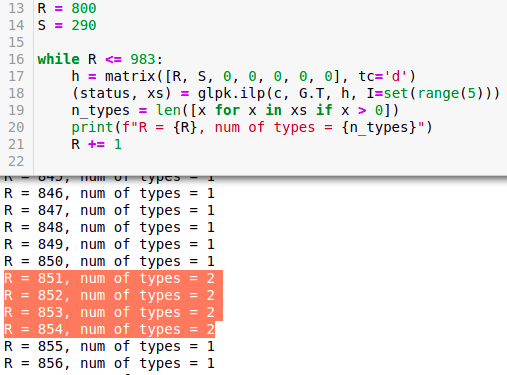 13 R = 800
14 S = 290
15
16 while R <= 983:
17     h = matrix([R, S, 0, 0, 0, 0, 0], tc='d')
18     (status, xs) = glpk.ilp(c, G.T, h, I=set(range(5)))
19     n_types = len([x for x in xs if x > 0])
20     print(f"R = {R}, num of types = {n_types}")
21     R += 1
22
R = 845, num of types = 1
R = 846, num of types = 1
R = 847, num of types = 1
R = 848, num of types = 1
R = 849, num of types = 1
R = 850, num of types = 1
R = 851, num of types = 2
R = 852, num of types = 2
R = 853, num of types = 2
R = 854, num of types = 2
R = 855, num of types = 1
R = 856, num of types = 1